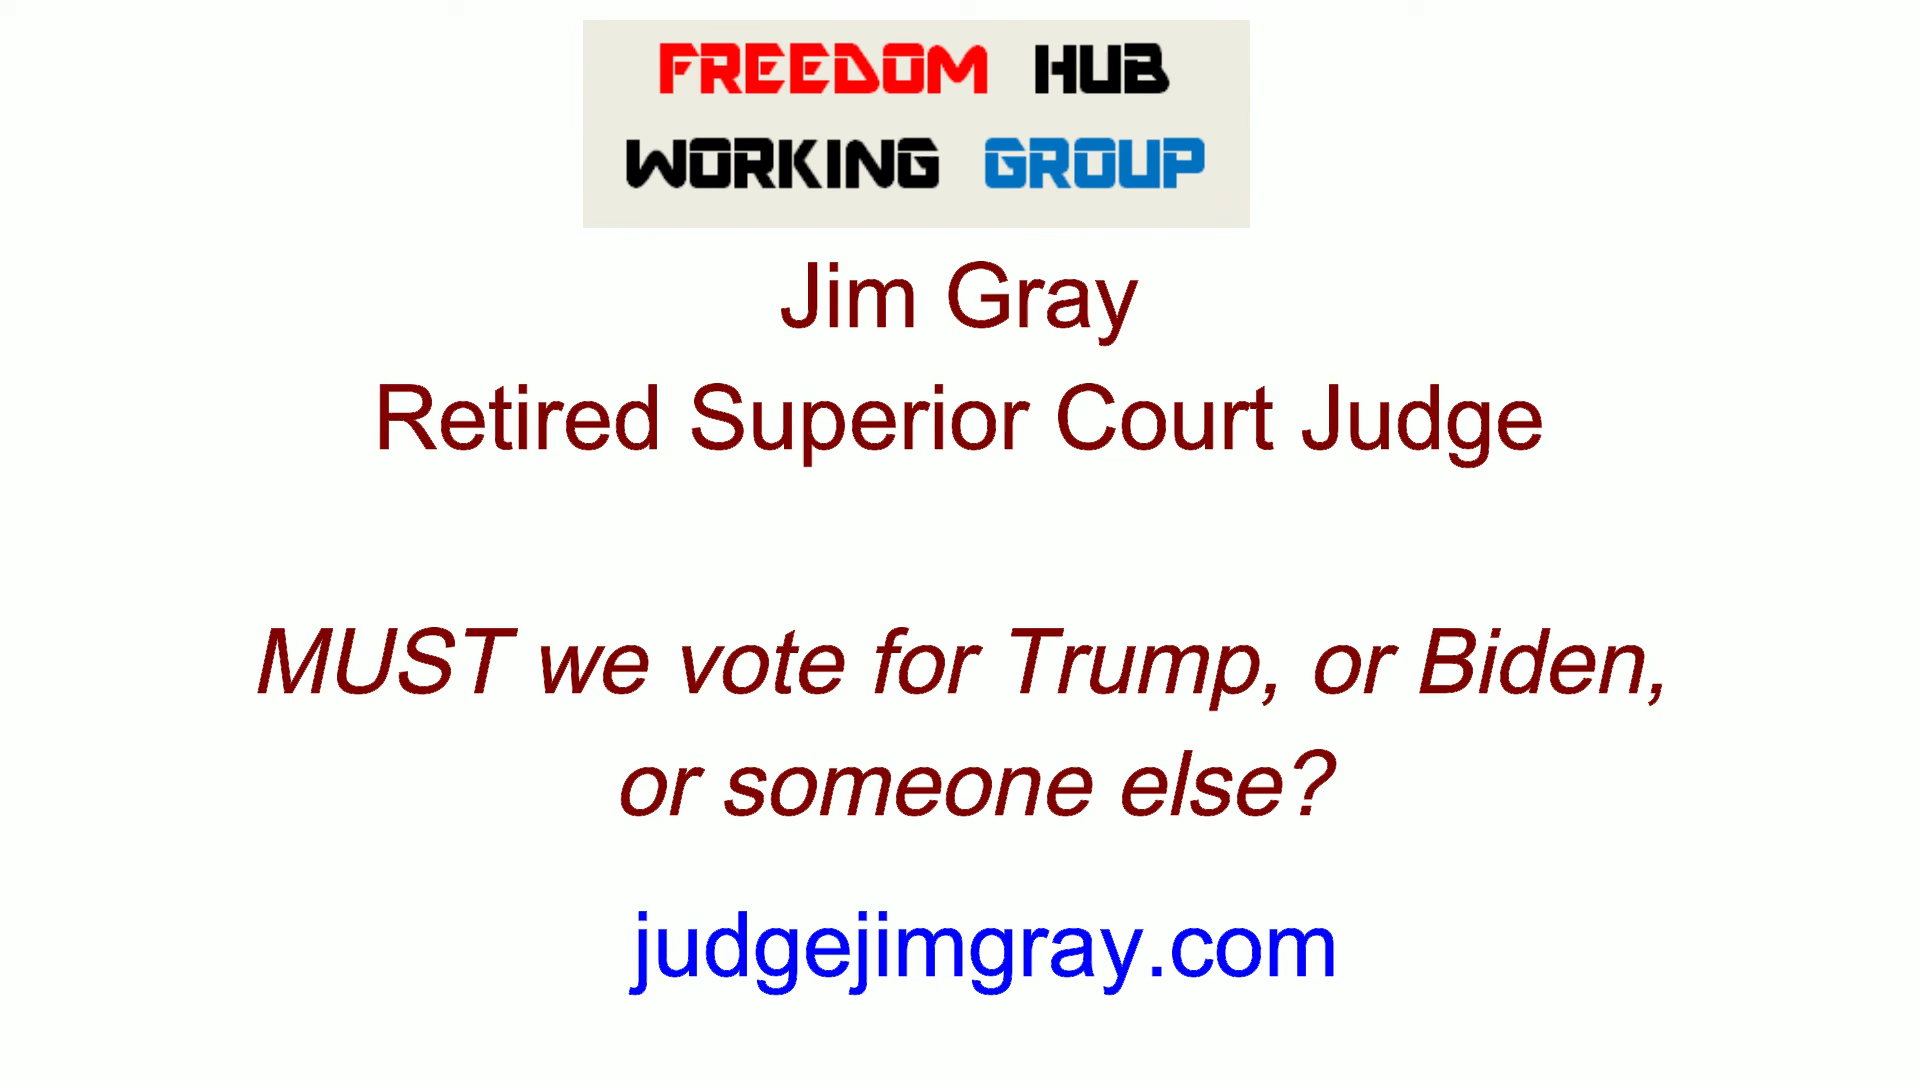 FREEDOM HUB
WORKING GROUP
Jim Gray
Retired Superior Court Judge
MUST we vote for Trump, or Biden,
or someone else?
judgejimgray.com